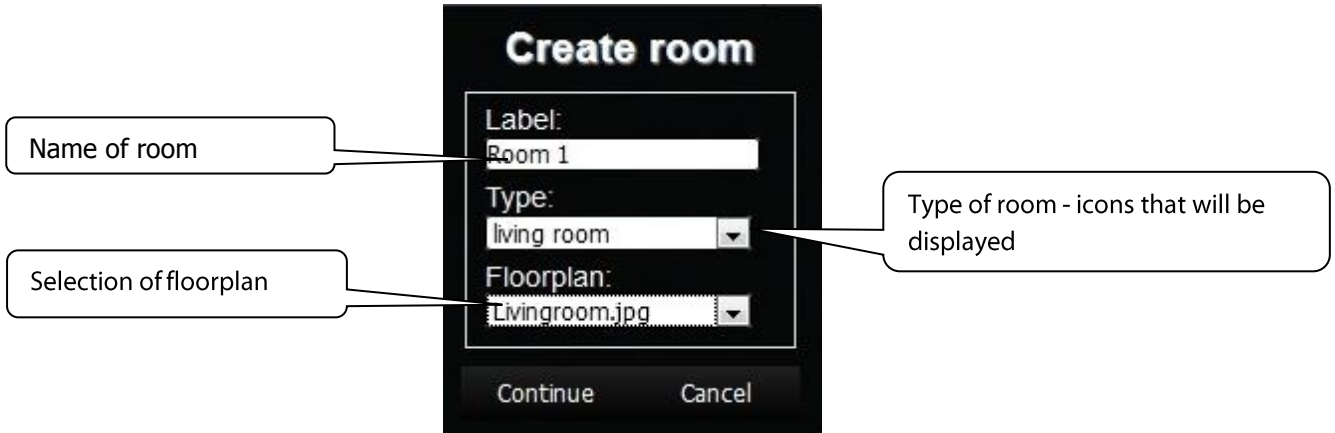 Create room
Label:
Name of room
Room 1
Type:
living room
Type of room - icons that will be
displayed
Floorplan:
Selection of floorplan
Livingroom.jpg
Continue Cancel